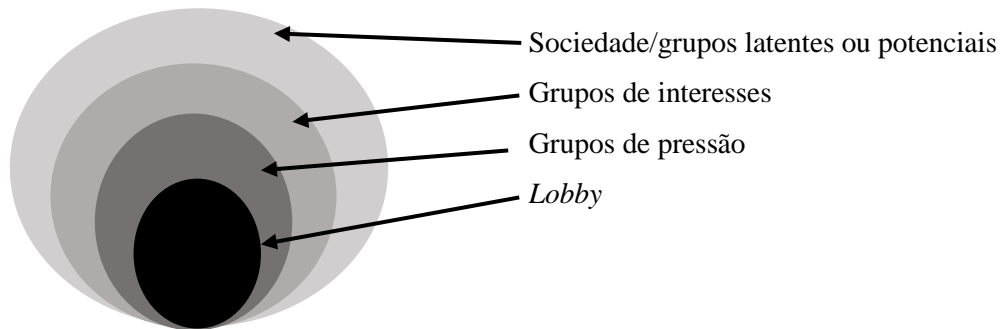 Sociedade/grupos latentes ou potenciais
Grupos de interesses
Grupos de pressão
Lobby